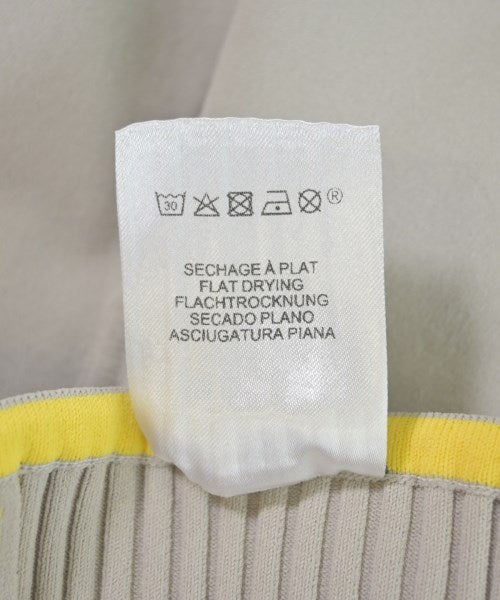 30 ®
SECHAGE À PLAT
FLAT DRYING
FLACHTROCKNUNG
SECADO PLANO
ASCIUGATURA PIANA